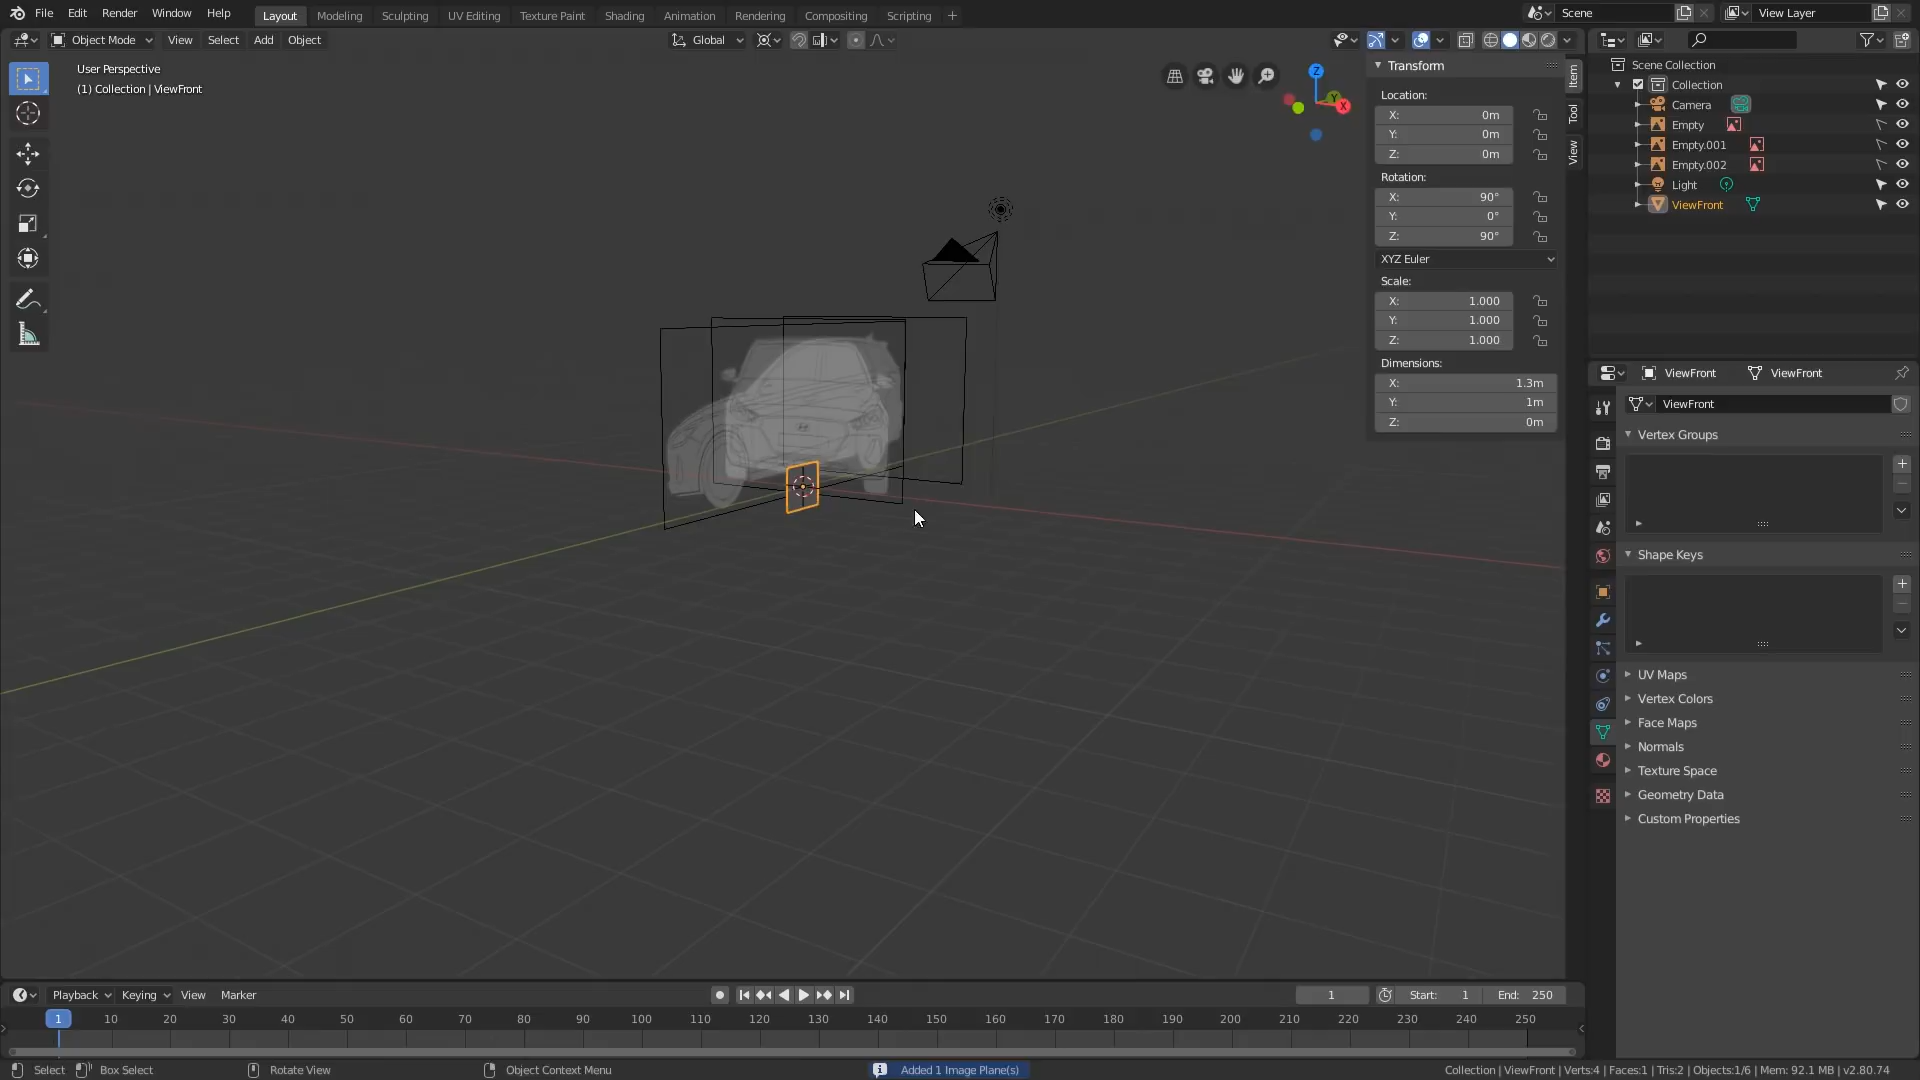 File Edit Render Window Help Layout Modeling Sculpting UV Editing Texture Paint Shading Animation Rendering Compositing Scripting + Scene View Layer
Object Mode View Select Add Object Global
User Perspective
(1) Collection | ViewFront
Z
Y
X
Transform
Location:
X: 0m
Y: 0m
Z: 0m
Rotation:
X: 90°
Y: 0°
Z: 90°
XYZ Euler
Scale:
X: 1.000
Y: 1.000
Z: 1.000
Dimensions:
X: 1.3m
Y: 1m
Z: 0m
Item
Tool
View
Scene Collection
Collection
Camera
Empty
Empty.001
Empty.002
Light
ViewFront
ViewFront ViewFront
ViewFront
Vertex Groups
Shape Keys
UV Maps
Vertex Colors
Face Maps
Normals
Texture Space
Geometry Data
Custom Properties
Playback Keying View Marker 1 Start: 1 End: 250
1 10 20 30 40 50 60 70 80 90 100 110 120 130 140 150 160 170 180 190 200 210 220 230 240 250
Select Box Select Rotate View Object Context Menu Added 1 Image Plane(s) Collection | ViewFront | Verts:4 | Faces:1 | Tris:2 | Objects:1/6 | Mem: 92.1 MB | v2.80.74